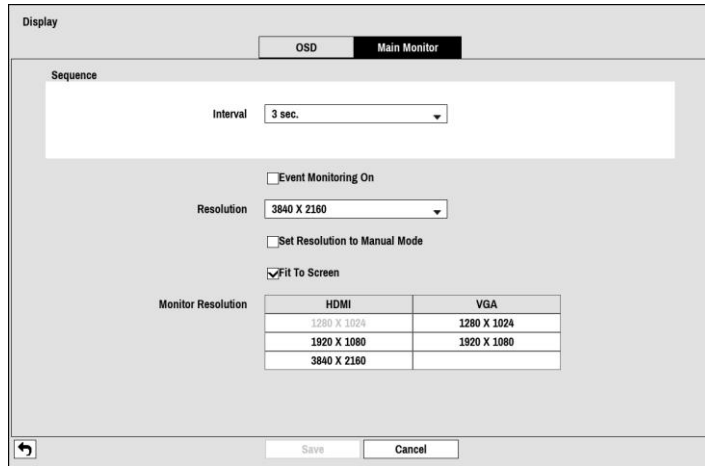 Display
OSD Main Monitor
Sequence
Interval 3 sec.
Event Monitoring On
Resolution 3840 X 2160
Set Resolution to Manual Mode
Fit To Screen
Monitor Resolution HDMI VGA
1280 X 1024 1280 X 1024
1920 X 1080 1920 X 1080
3840 X 2160
Save Cancel